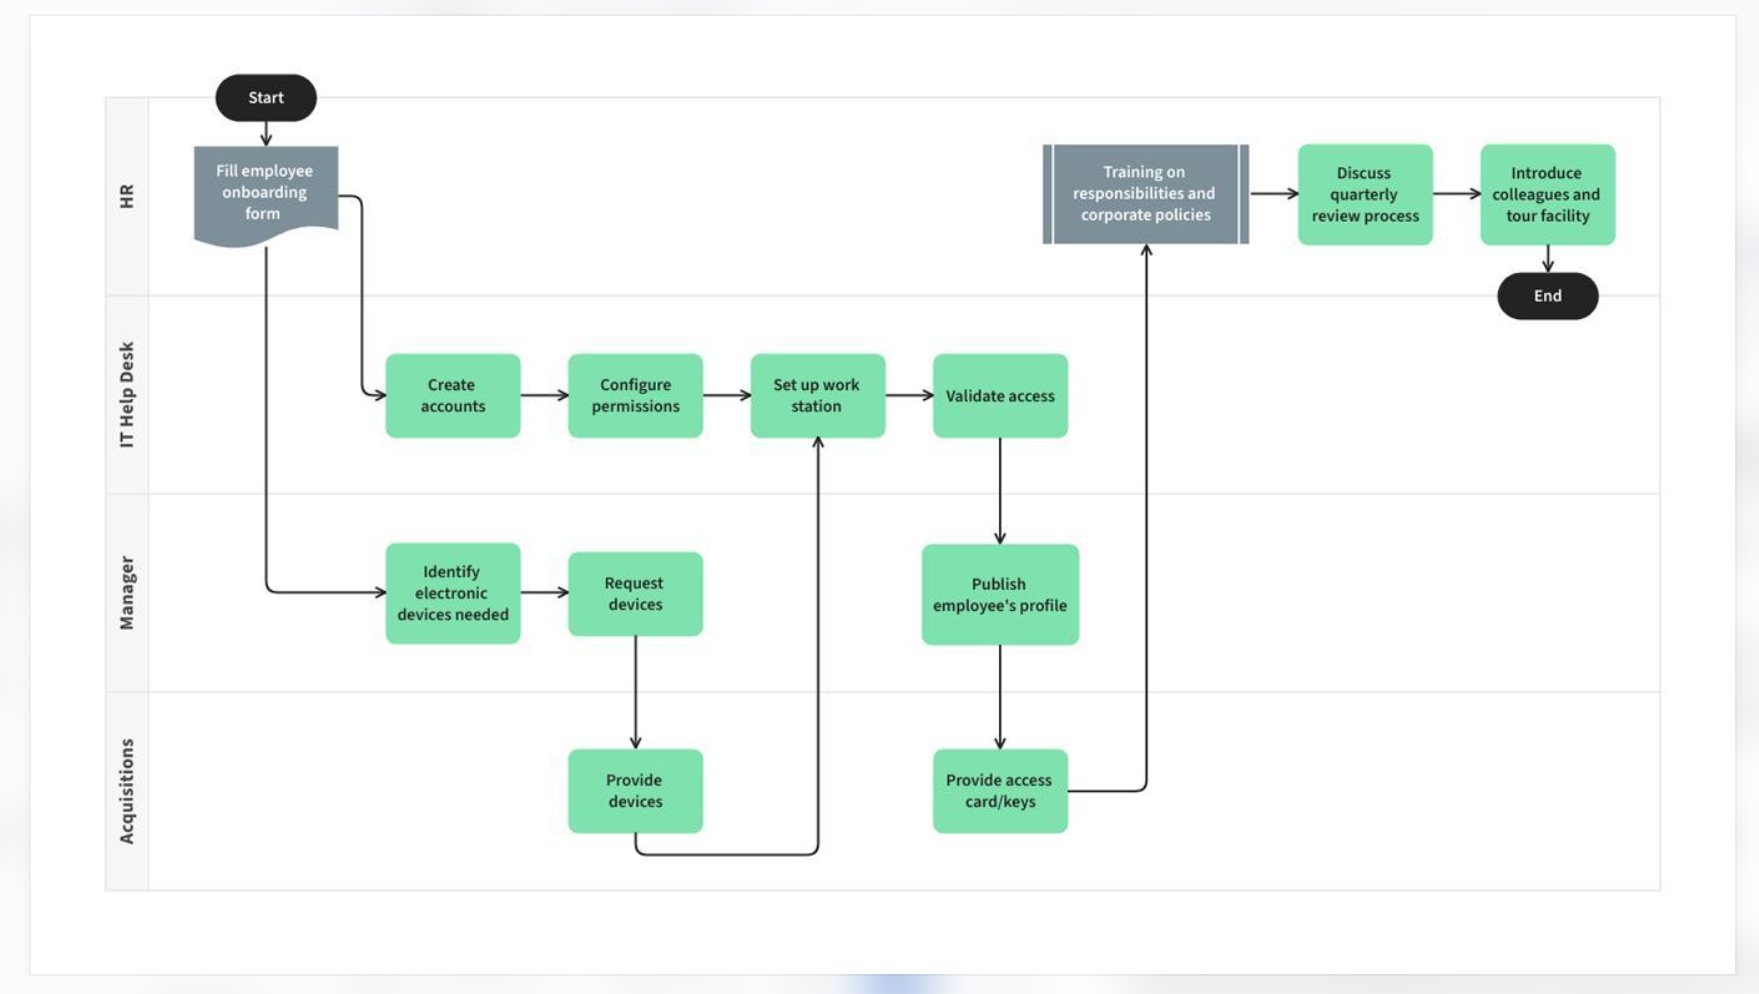 Start
HR
Fill employee
onboarding
form
Training on
responsibilities and
corporate policies
Discuss
quarterly
review process
Introduce
colleagues and
tour facility
End
IT Help Desk
Create
accounts
Configure
permissions
Set up work
station
Validate access
Manager
Identify
electronic
devices needed
Request
devices
Publish
employee's profile
Acquisitions
Provide
devices
Provide access
card/keys